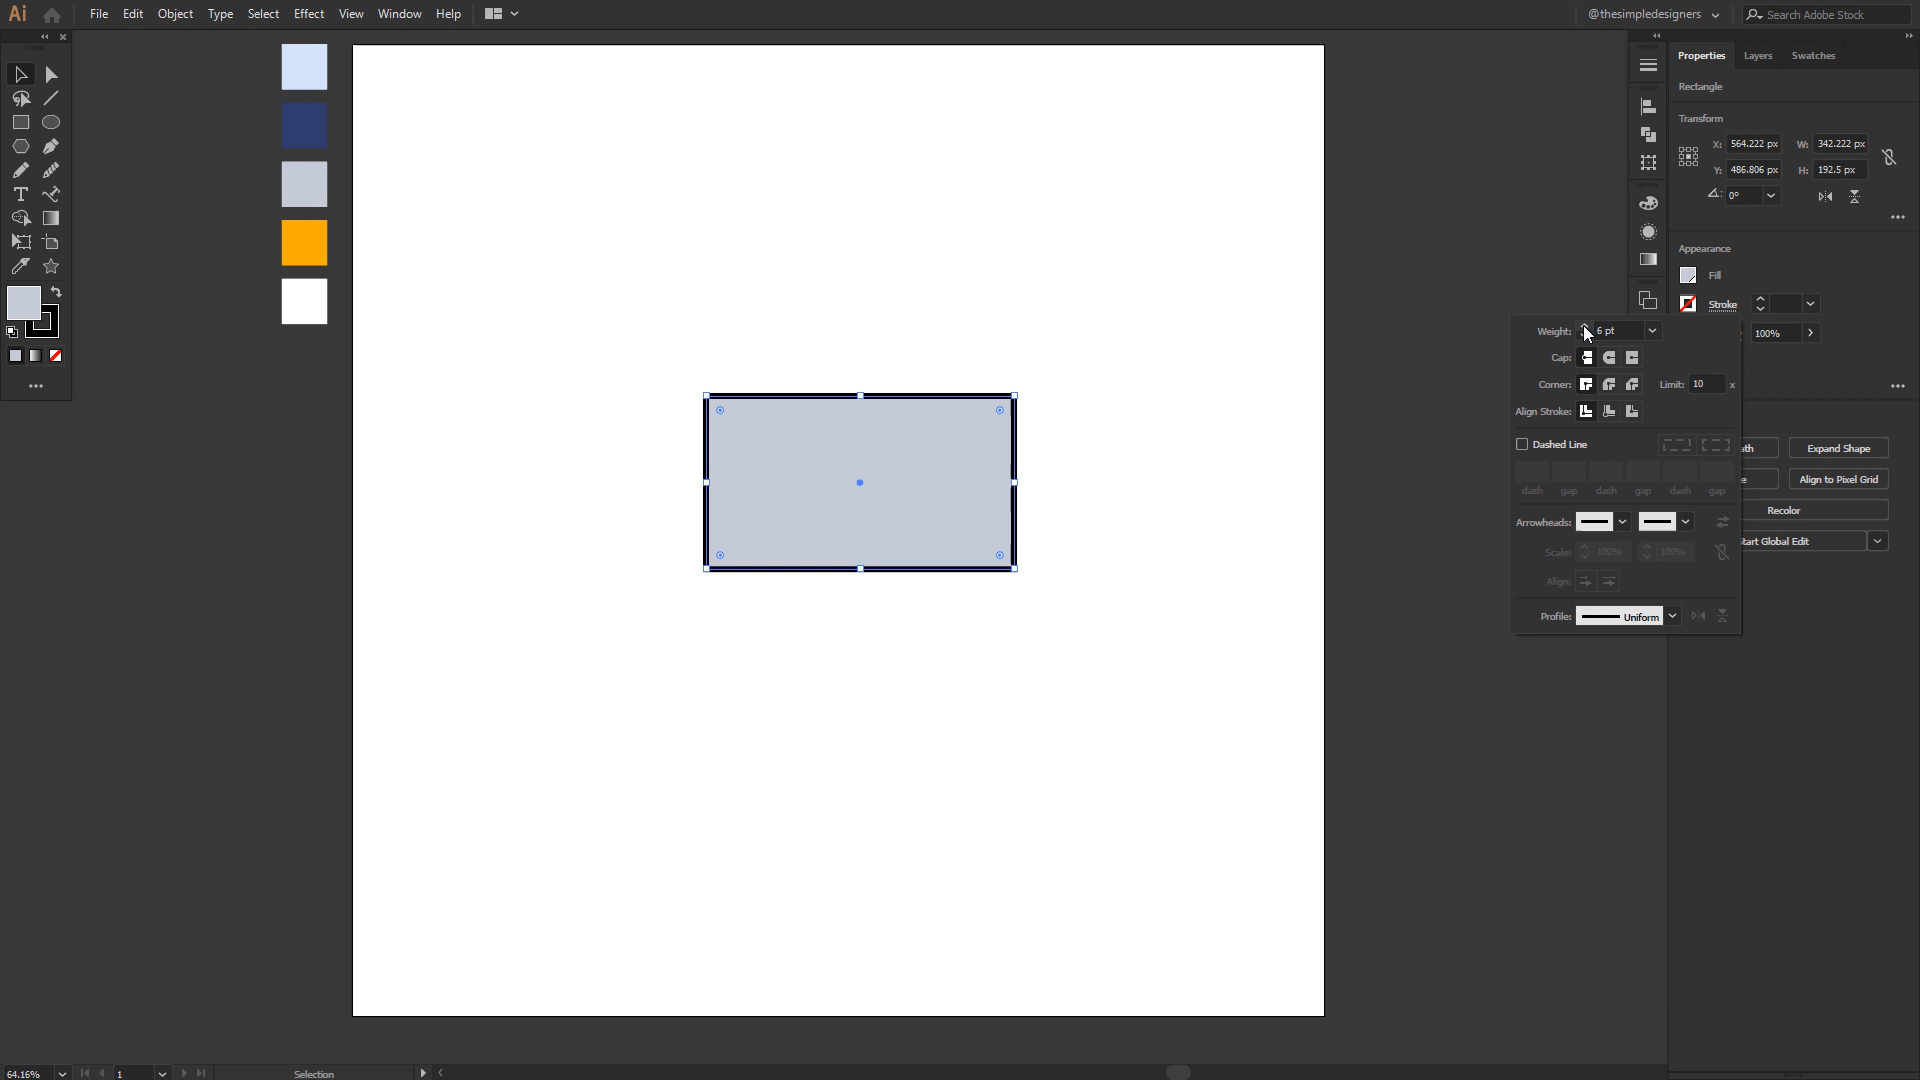 Ai File Edit Object Type Select Effect View Window Help @thesimpledesigners Search Adobe Stock
Properties Layers Swatches
Rectangle
Transform
X: 564.222 px W: 342.222 px
Y: 486.806 px H: 192.5 px
0°
Appearance
Fill
Stroke
Weight: 6 pt
100%
Cap:
Corner: Limit: 10 x
Align Stroke:
Dashed Line
Expand Shape
Align to Pixel Grid
dash gap dash gap dash gap
Recolor
Arrowheads:
Start Global Edit
Scale: 100% 100%
Align:
Profile: Uniform
T
64.16% 1 Selection